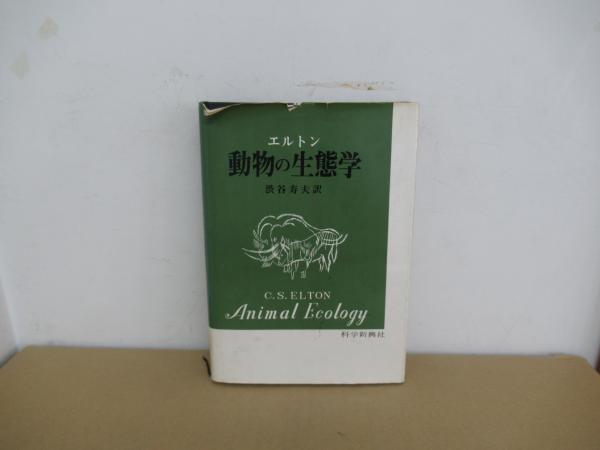 エルトン
動物の生態学
渋谷寿夫訳
C. S. ELTON
Animal Ecology
科学新興社